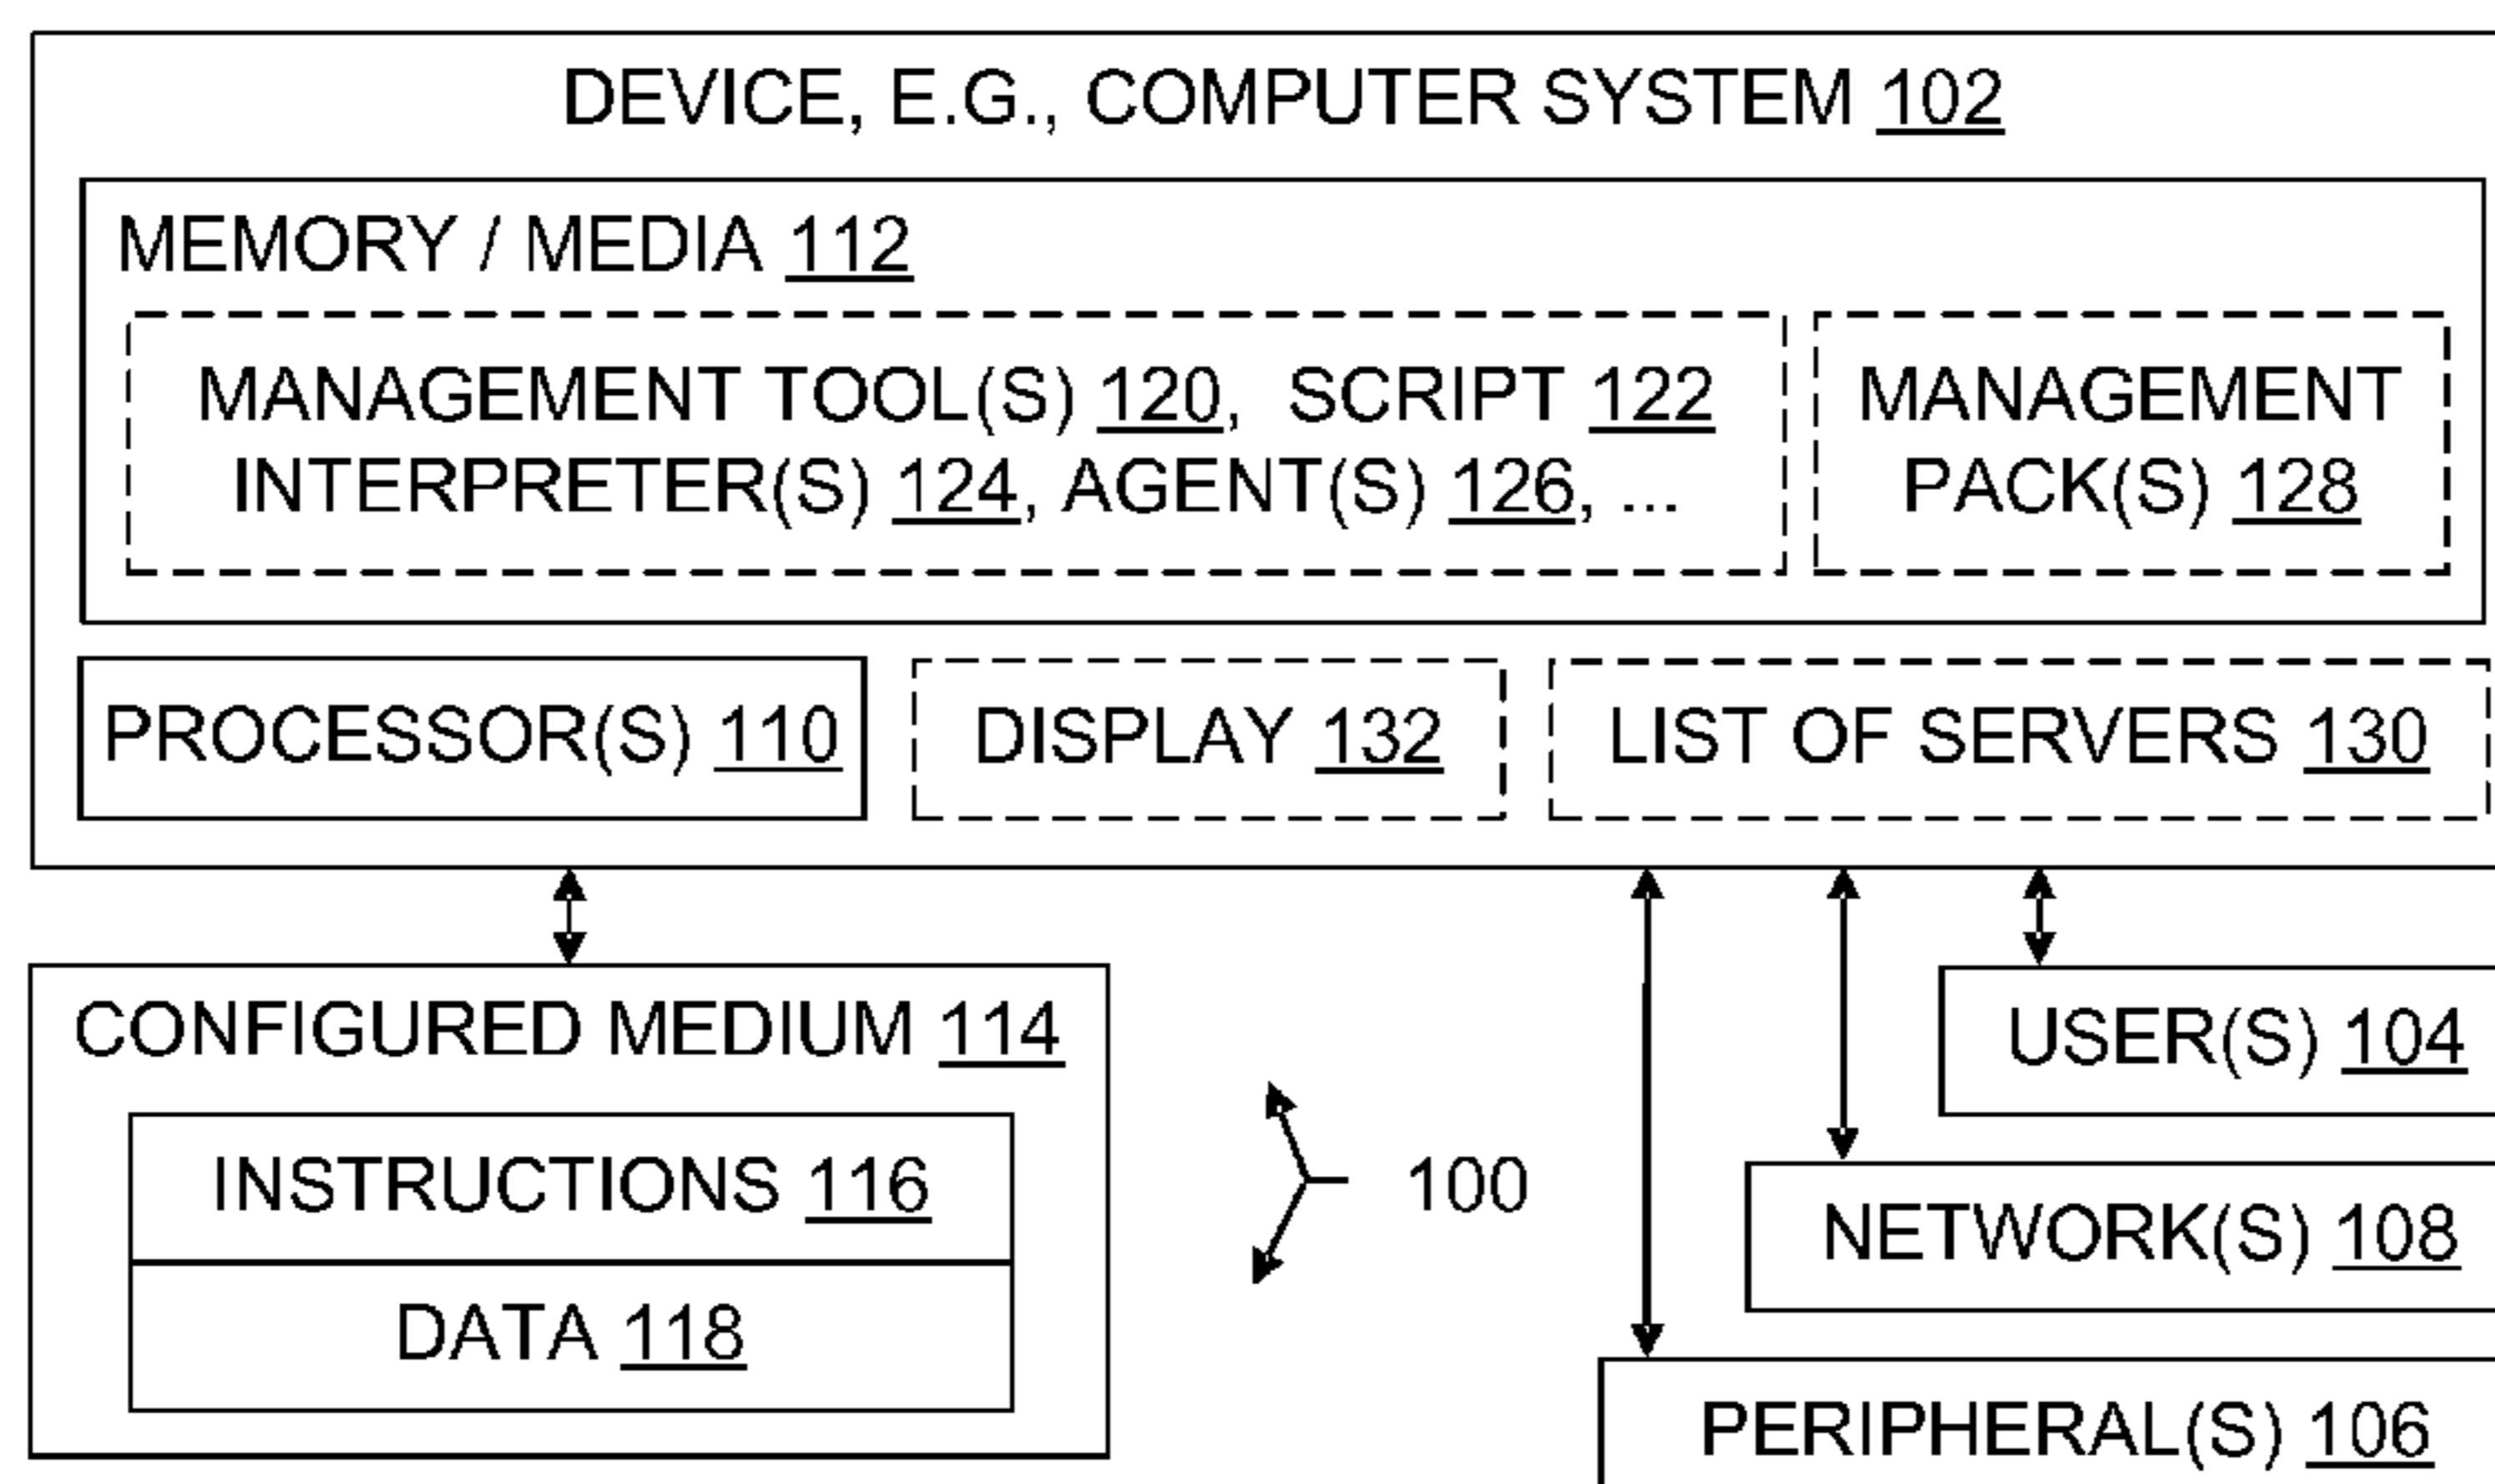 DEVICE, E.G., COMPUTER SYSTEM 102
MEMORY / MEDIA 112
MANAGEMENT TOOL(S) 120, SCRIPT 122
INTERPRETER(S) 124, AGENT(S) 126, ...
MANAGEMENT
PACK(S) 128
PROCESSOR(S) 110
DISPLAY 132
LIST OF SERVERS 130
CONFIGURED MEDIUM 114
INSTRUCTIONS 116
DATA 118
100
USER(S) 104
NETWORK(S) 108
PERIPHERAL(S) 106